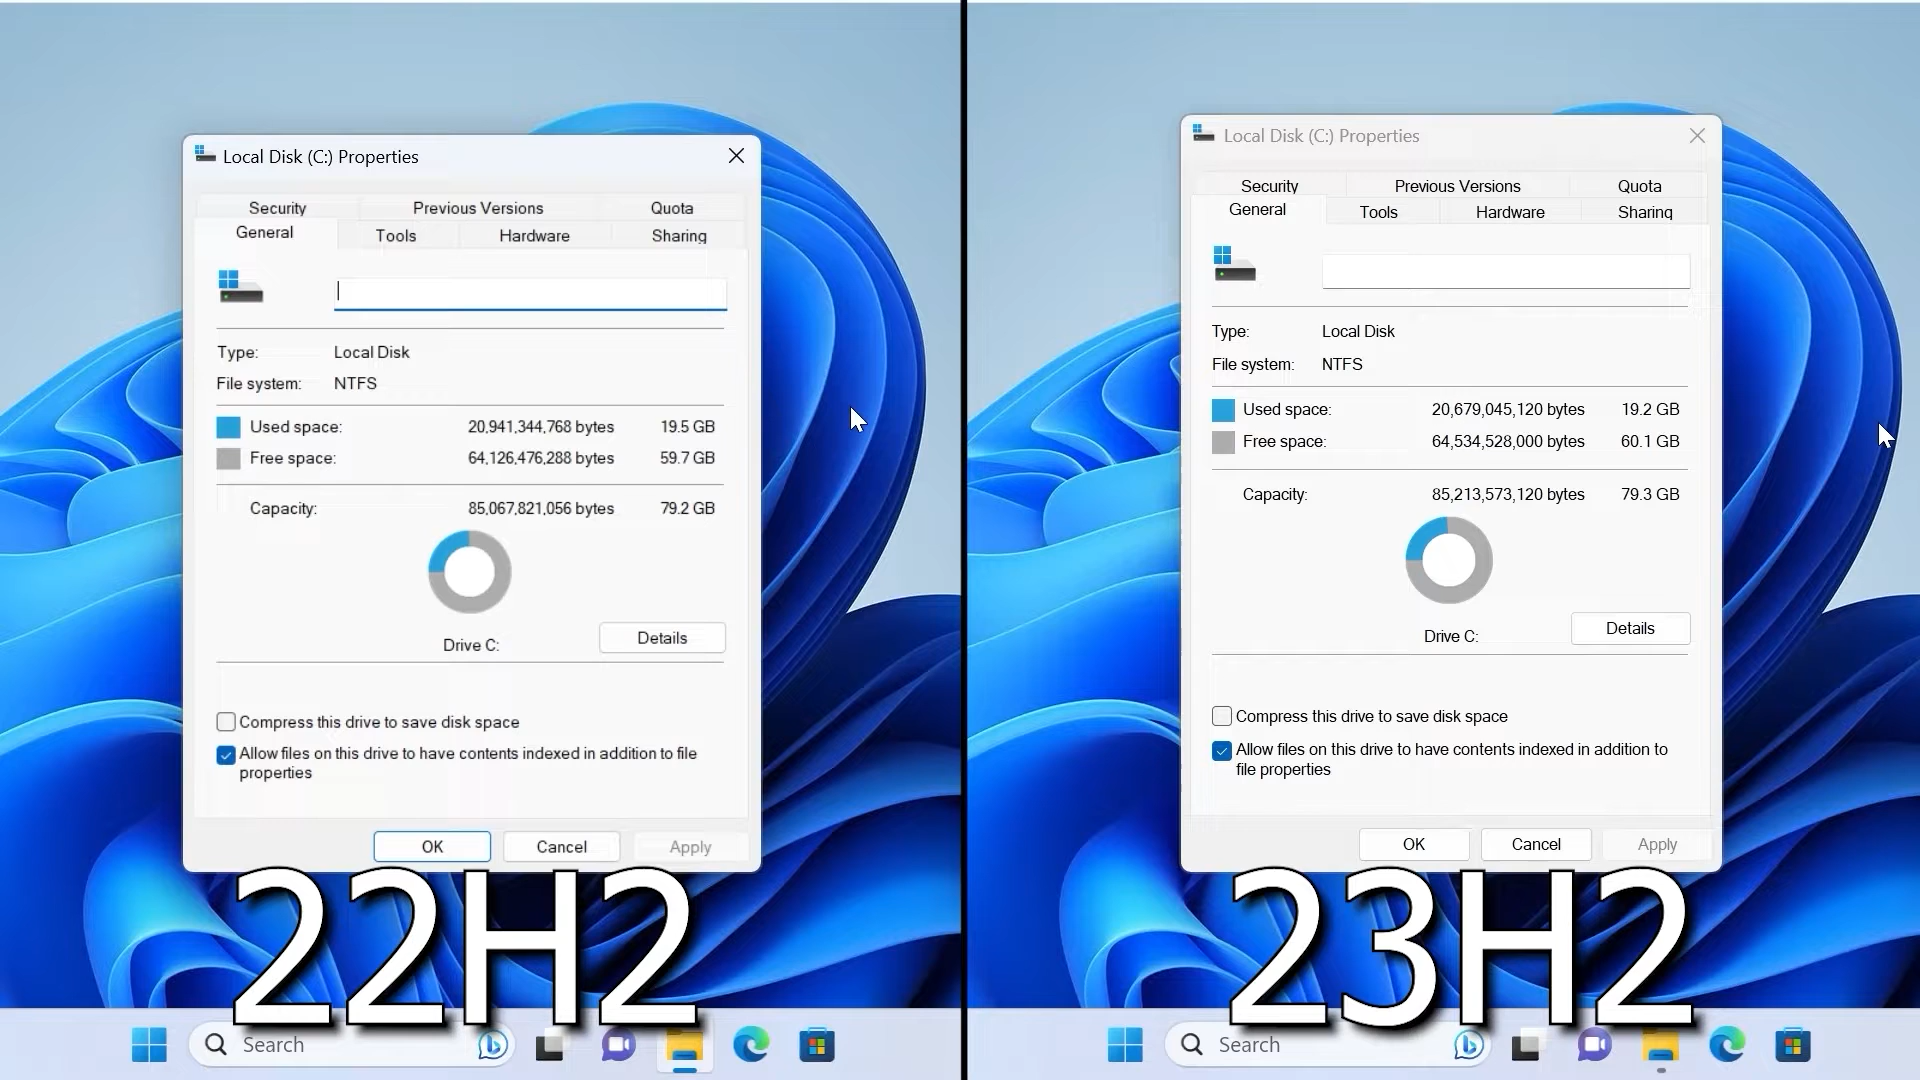 Local Disk (C:) Properties
Security Previous Versions Quota
General Tools Hardware Sharing
Type: Local Disk
File system: NTFS
Used space: 20,941,344,768 bytes 19.5 GB
Free space: 64,126,476,288 bytes 59.7 GB
Capacity: 85,067,821,056 bytes 79.2 GB
Drive C: Details
Compress this drive to save disk space
Allow files on this drive to have contents indexed in addition to file
properties
OK Cancel Apply
22H2
Search
Local Disk (C:) Properties
Security Previous Versions Quota
General Tools Hardware Sharing
Type: Local Disk
File system: NTFS
Used space: 20,679,045,120 bytes 19.2 GB
Free space: 64,534,528,000 bytes 60.1 GB
Capacity: 85,213,573,120 bytes 79.3 GB
Drive C: Details
Compress this drive to save disk space
Allow files on this drive to have contents indexed in addition to
file properties
OK Cancel Apply
23H2
Search